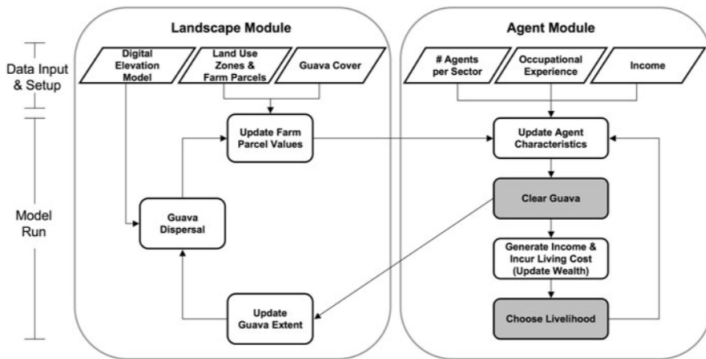 Landscape Module
Agent Module
Data Input
& Setup
Digital
Elevation
Model
Land Use
Zones &
Farm Parcels
Guava Cover
# Agents
per Sector
Occupational
Experience
Income
Update Farm
Parcel Values
Update Agent
Characteristics
Model
Run
Guava
Dispersal
Clear Guava
Generate Income &
Incur Living Cost
(Update Wealth)
Update
Guava Extent
Choose Livelihood